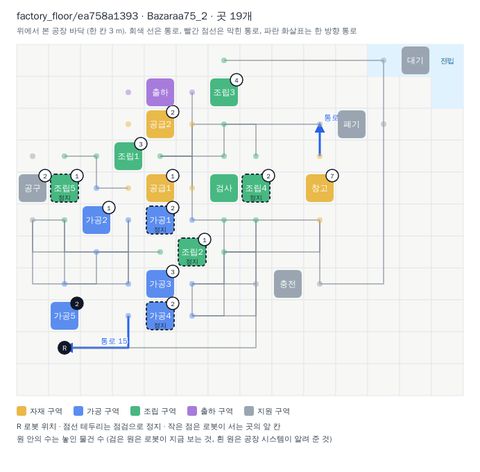 factory_floor/ea758a1393 · Bazaraa75_2 · 곳 19개
위에서 본 공장 바닥 (한 칸 3 m). 회색 선은 통로, 빨간 점선은 막힌 통로, 파란 화살표는 한 방향 통로
대기
진입
4
출하
조립3
2
통로
공급2
폐기
3
조립1
2
1
2
2
7
공구
조립5
정지
공급1
검사
조립4
정지
창고
1
2
가공2
가공1
정지
1
조립2
정지
3
가공3
충전
2
2
가공5
가공4
정지
통로 15
R
자재 구역
가공 구역
조립 구역
출하 구역
지원 구역
R 로봇 위치 · 점선 테두리는 점검으로 정지 · 작은 점은 로봇이 서는 곳의 앞 칸
원 안의 수는 놓인 물건 수 (검은 원은 로봇이 지금 보는 것, 흰 원은 공장 시스템이 알려 준 것)